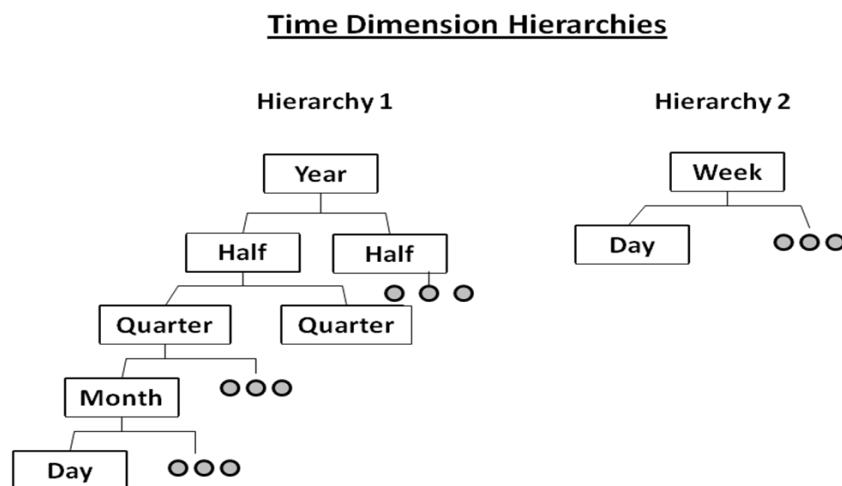 Time Dimension Hierarchies
Hierarchy 1
Hierarchy 2
Year
Week
Half
Half
Day
Quarter
Quarter
Month
Day